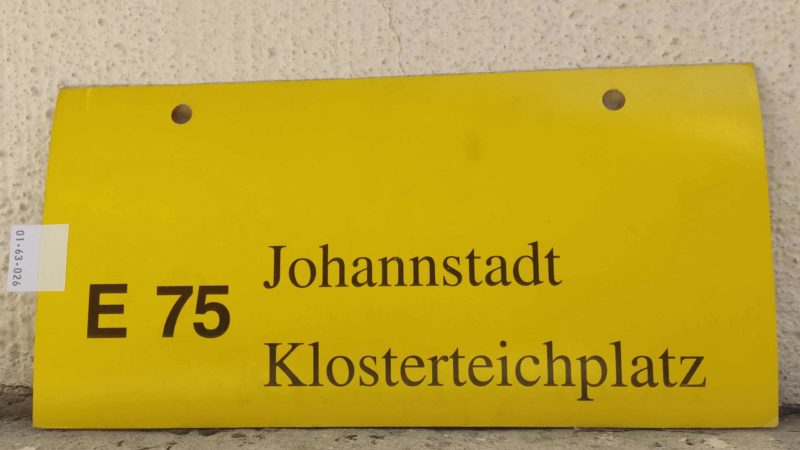 01-63-026
E 75
Johannstadt
Klosterteichplatz